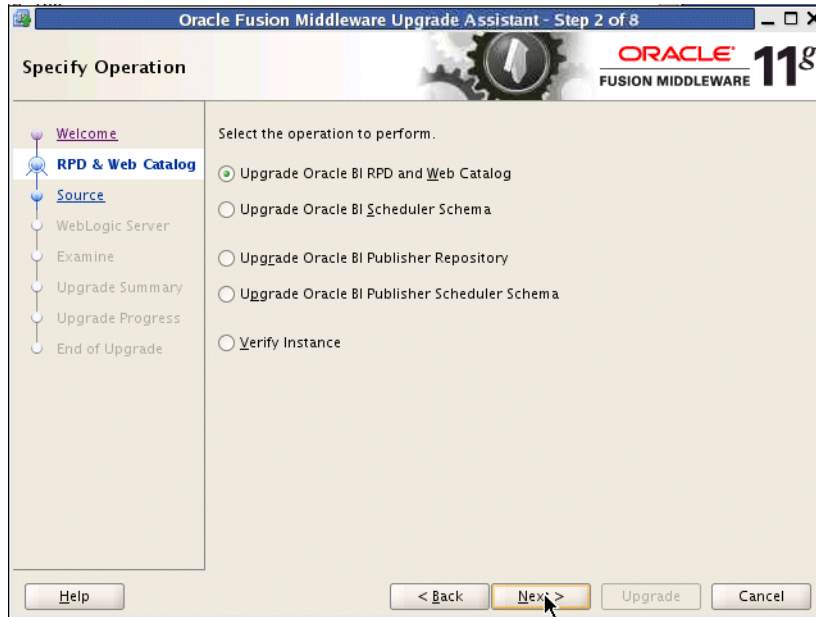 Oracle Fusion Middleware Upgrade Assistant - Step 2 of 8
Specify Operation
ORACLE
FUSION MIDDLEWARE
11g
Welcome
RPD & Web Catalog
Source
WebLogic Server
Examine
Upgrade Summary
Upgrade Progress
End of Upgrade
Select the operation to perform.
Upgrade Oracle BI RPD and Web Catalog
Upgrade Oracle BI Scheduler Schema
Upgrade Oracle BI Publisher Repository
Upgrade Oracle BI Publisher Scheduler Schema
Verify Instance
Help
< Back
Next >
Upgrade
Cancel